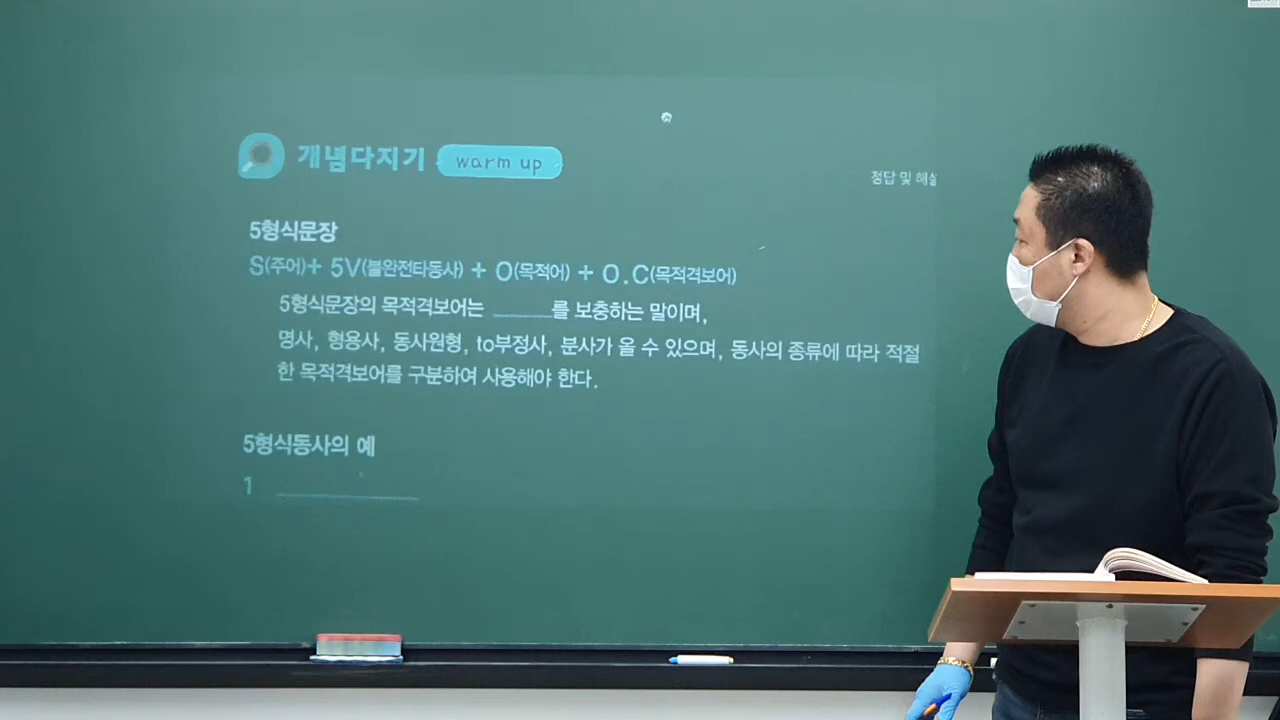 개념다지기 warm up
정답 및 해설
5형식문장
S(주어)+ 5V(불완전타동사) + O(목적어) + O.C(목적격보어)
5형식문장의 목적격보어는 ______를 보충하는 말이며,
명사, 형용사, 동사원형, to부정사, 분사가 올 수 있으며, 동사의 종류에 따라 적절
한 목적격보어를 구분하여 사용해야 한다.
5형식동사의 예
1 ______________